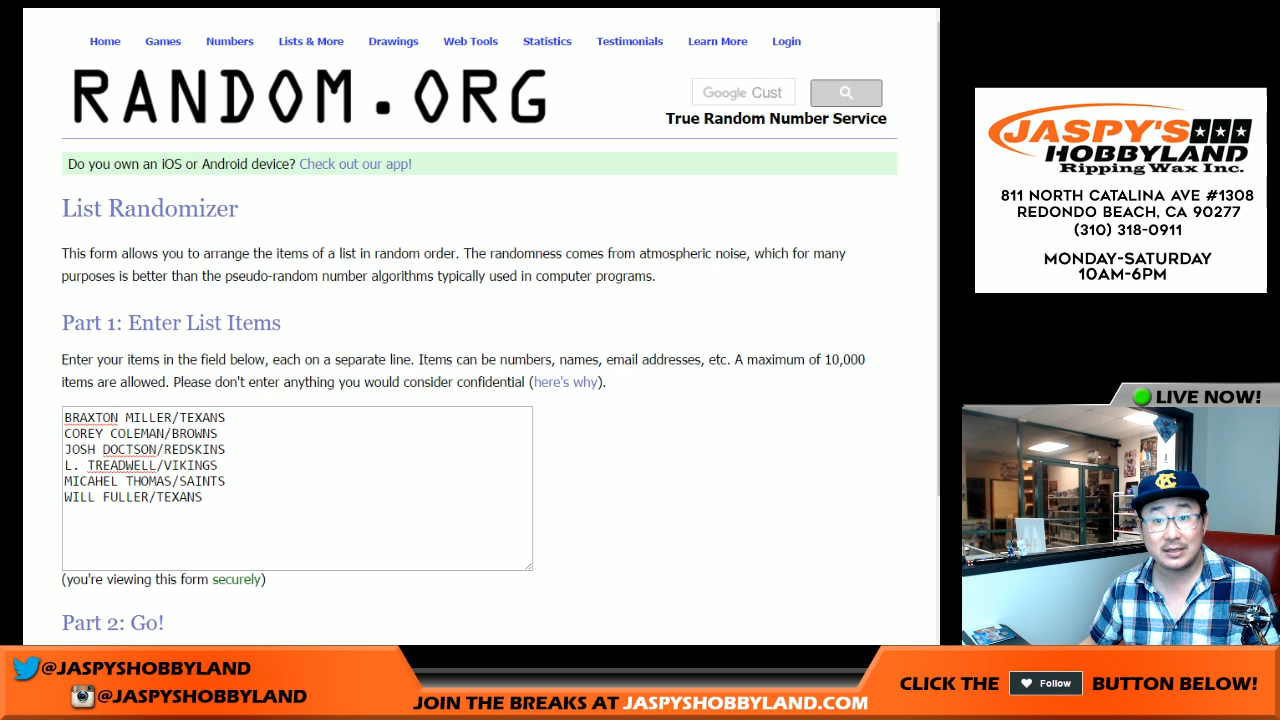 Home Games Numbers Lists & More Drawings Web Tools Statistics Testimonials Learn More Login
RANDOM.ORG
Google Cust
True Random Number Service
Do you own an iOS or Android device? Check out our app!
List Randomizer
This form allows you to arrange the items of a list in random order. The randomness comes from atmospheric noise, which for many
purposes is better than the pseudo-random number algorithms typically used in computer programs.
Part 1: Enter List Items
Enter your items in the field below, each on a separate line. Items can be numbers, names, email addresses, etc. A maximum of 10,000
items are allowed. Please don't enter anything you would consider confidential (here's why).
BRAXTON MILLER/TEXANS
COREY COLEMAN/BROWNS
JOSH DOCTSON/REDSKINS
L. TREADWELL/VIKINGS
MICAHEL THOMAS/SAINTS
WILL FULLER/TEXANS
(you're viewing this form securely)
Part 2: Go!
JASPY'S
HOBBYLAND
Ripping Wax Inc.
811 NORTH CATALINA AVE #1308
REDONDO BEACH, CA 90277
(310) 318-0911
MONDAY-SATURDAY
10AM-6PM
LIVE NOW!
@JASPYSHOBBYLAND
@JASPYSHOBBYLAND
JOIN THE BREAKS AT JASPYSHOBBYLAND.COM
CLICK THE Follow BUTTON BELOW!